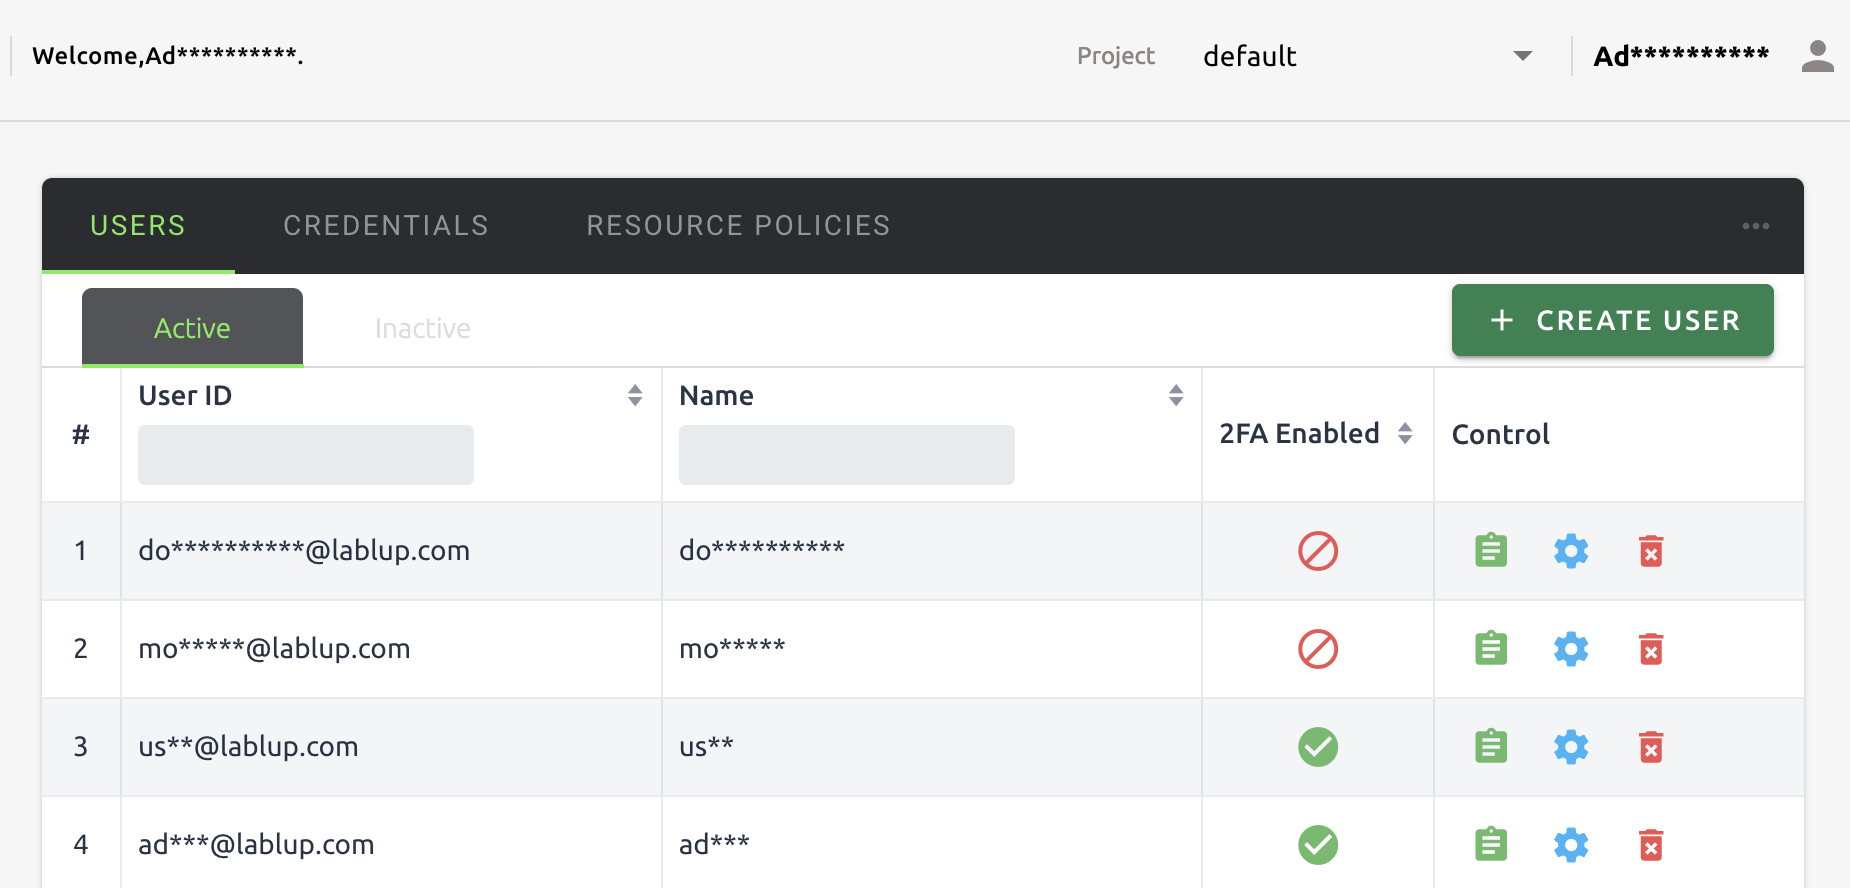 Welcome,Ad**********.
Project default Ad**********
USERS CREDENTIALS RESOURCE POLICIES
Active Inactive + CREATE USER
# User ID Name 2FA Enabled Control
1 do**********@lablup.com do**********
2 mo*****@lablup.com mo*****
3 us**@lablup.com us**
4 ad***@lablup.com ad***